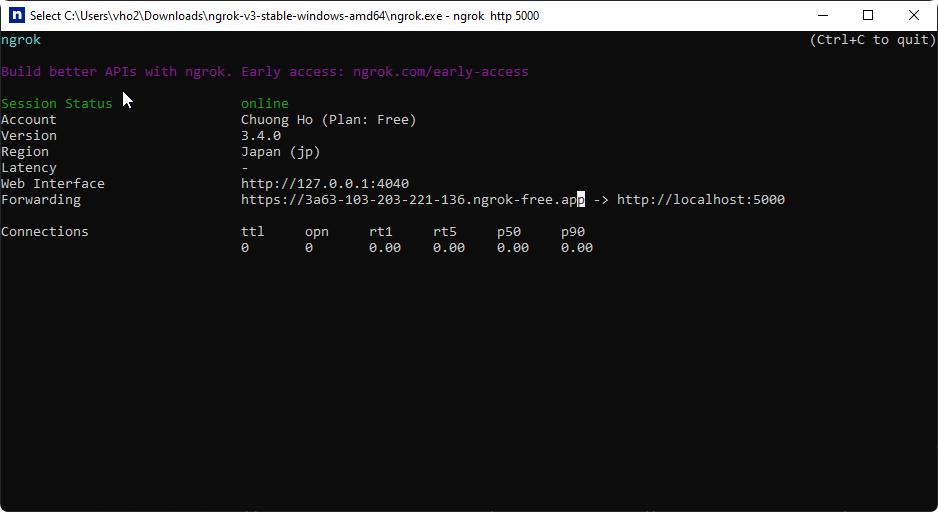 Select C:\Users\vho2\Downloads\ngrok-v3-stable-windows-amd64\ngrok.exe - ngrok  http 5000
ngrok (Ctrl+C to quit)
Build better APIs with ngrok. Early access: ngrok.com/early-access
Session Status online
Account Chuong Ho (Plan: Free)
Version 3.4.0
Region Japan (jp)
Latency -
Web Interface http://127.0.0.1:4040
Forwarding https://3a63-103-203-221-136.ngrok-free.app -> http://localhost:5000
Connections ttl opn rt1 rt5 p50 p90
0 0 0.00 0.00 0.00 0.00